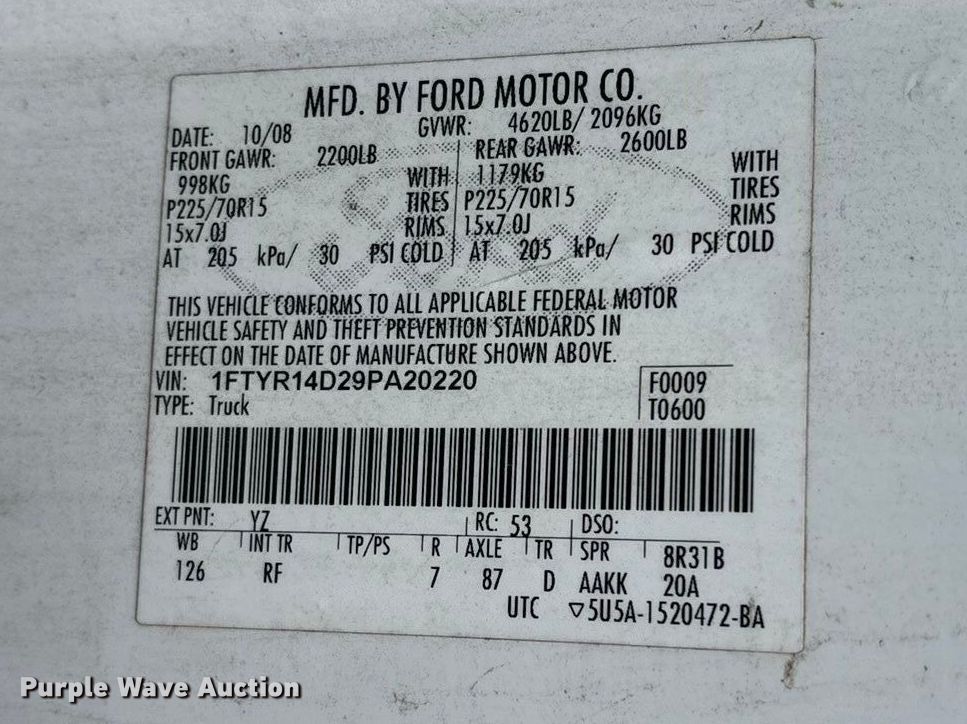 MFD. BY FORD MOTOR CO.
DATE: 10/08 GVWR: 4620LB/ 2096KG
FRONT GAWR: 2200LB REAR GAWR: 2600LB
998KG WITH 1179KG WITH
P225/70R15 TIRES P225/70R15 TIRES
15x7.0J RIMS 15x7.0J RIMS
AT 205 kPa/ 30 PSI COLD AT 205 kPa/ 30 PSI COLD
THIS VEHICLE CONFORMS TO ALL APPLICABLE FEDERAL MOTOR
VEHICLE SAFETY AND THEFT PREVENTION STANDARDS IN
EFFECT ON THE DATE OF MANUFACTURE SHOWN ABOVE.
VIN: 1FTYR14D29PA20220 F0009
TYPE: Truck T0600
EXT PNT: YZ RC: 53 DSO:
WB INT TR TP/PS R AXLE TR SPR 8R31B
126 RF 7 87 D AAKK 20A
UTC ▽5U5A-1520472-BA
Purple Wave Auction